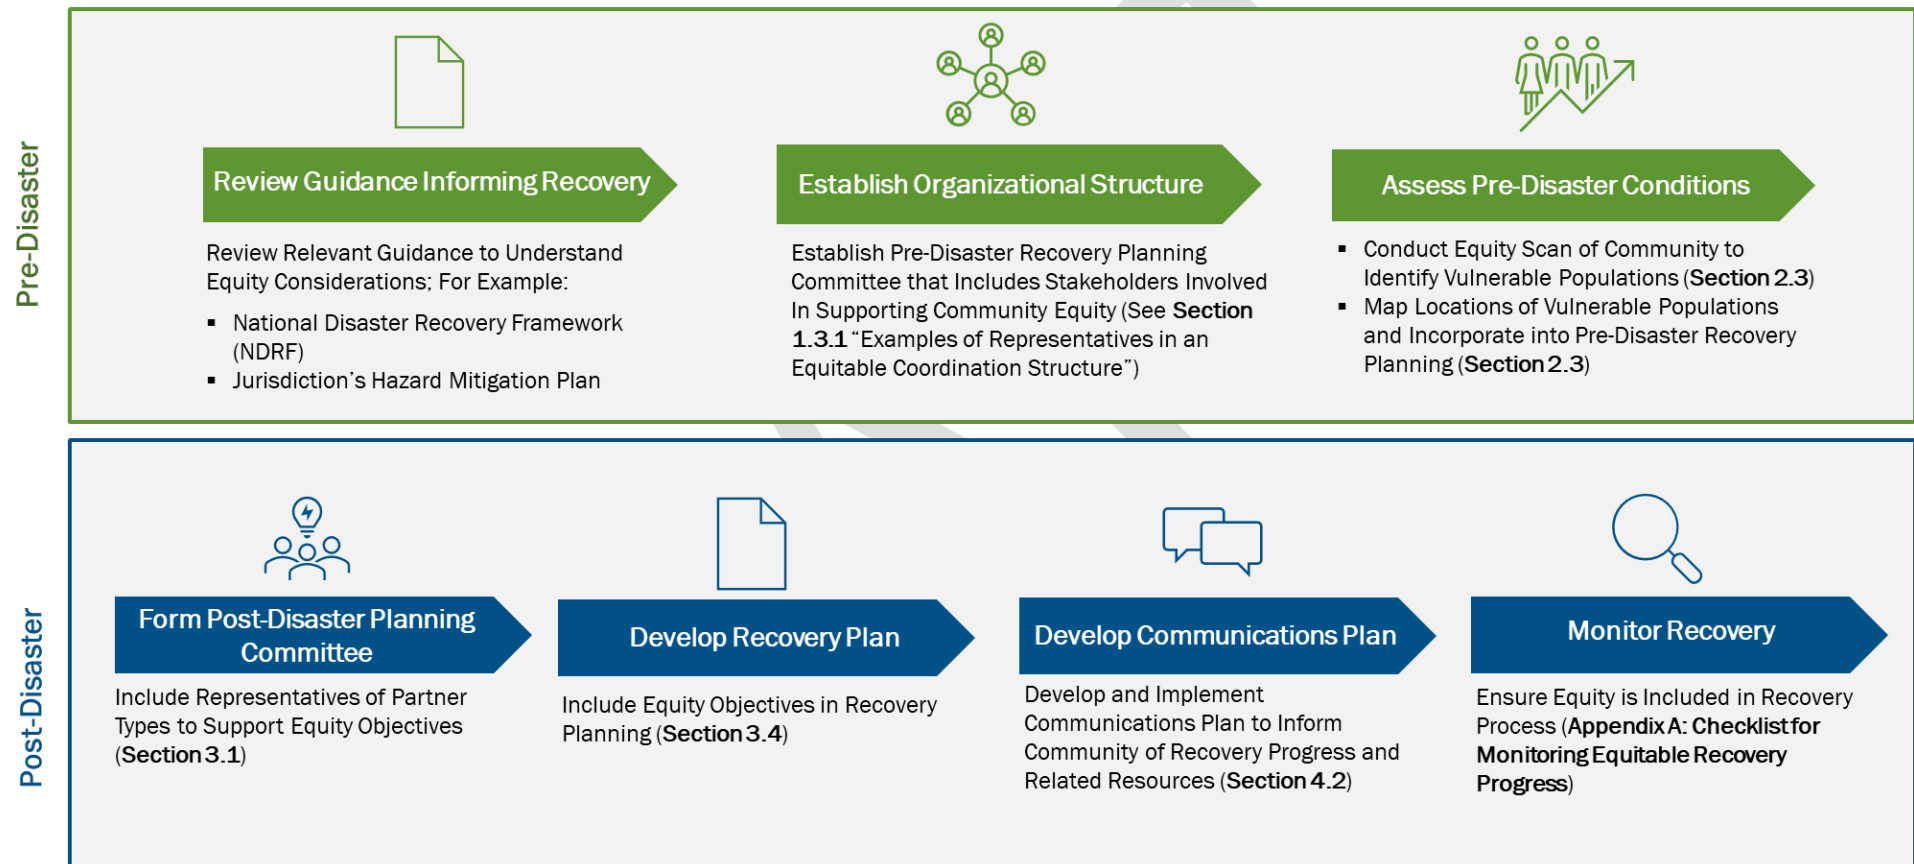 Pre-Disaster
Review Guidance Informing Recovery
Review Relevant Guidance to Understand
Equity Considerations; For Example:
▪ National Disaster Recovery Framework
(NDRF)
▪ Jurisdiction's Hazard Mitigation Plan
Establish Organizational Structure
Establish Pre-Disaster Recovery Planning
Committee that Includes Stakeholders Involved
In Supporting Community Equity (See Section
1.3.1 “Examples of Representatives in an
Equitable Coordination Structure”)
Assess Pre-Disaster Conditions
▪ Conduct Equity Scan of Community to
Identify Vulnerable Populations (Section 2.3)
▪ Map Locations of Vulnerable Populations
and Incorporate into Pre-Disaster Recovery
Planning (Section 2.3)
Post-Disaster
Form Post-Disaster Planning
Committee
Include Representatives of Partner
Types to Support Equity Objectives
(Section 3.1)
Develop Recovery Plan
Include Equity Objectives in Recovery
Planning (Section 3.4)
Develop Communications Plan
Develop and Implement
Communications Plan to Inform
Community of Recovery Progress and
Related Resources (Section 4.2)
Monitor Recovery
Ensure Equity is Included in Recovery
Process (Appendix A: Checklist for
Monitoring Equitable Recovery
Progress)